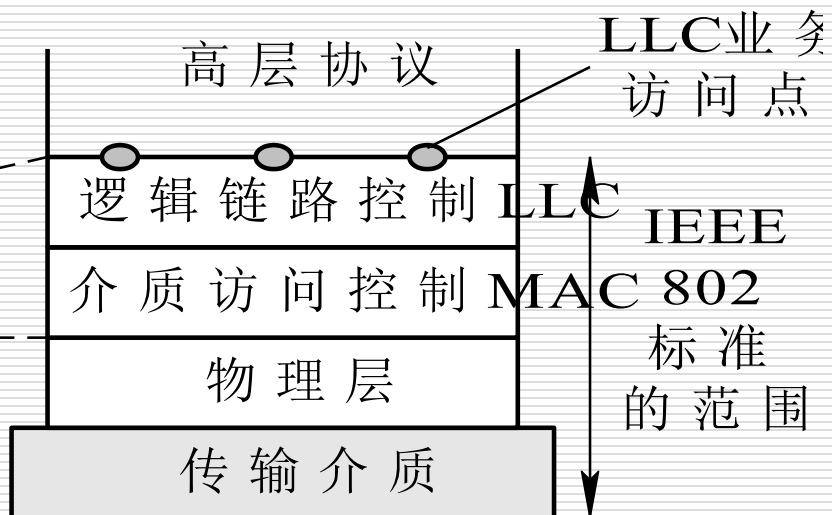 高层协议
LLC业务
访问点
逻辑链路控制 LLC
IEEE
介质访问控制 MAC
802
标准
物理层
的范围
传输介质